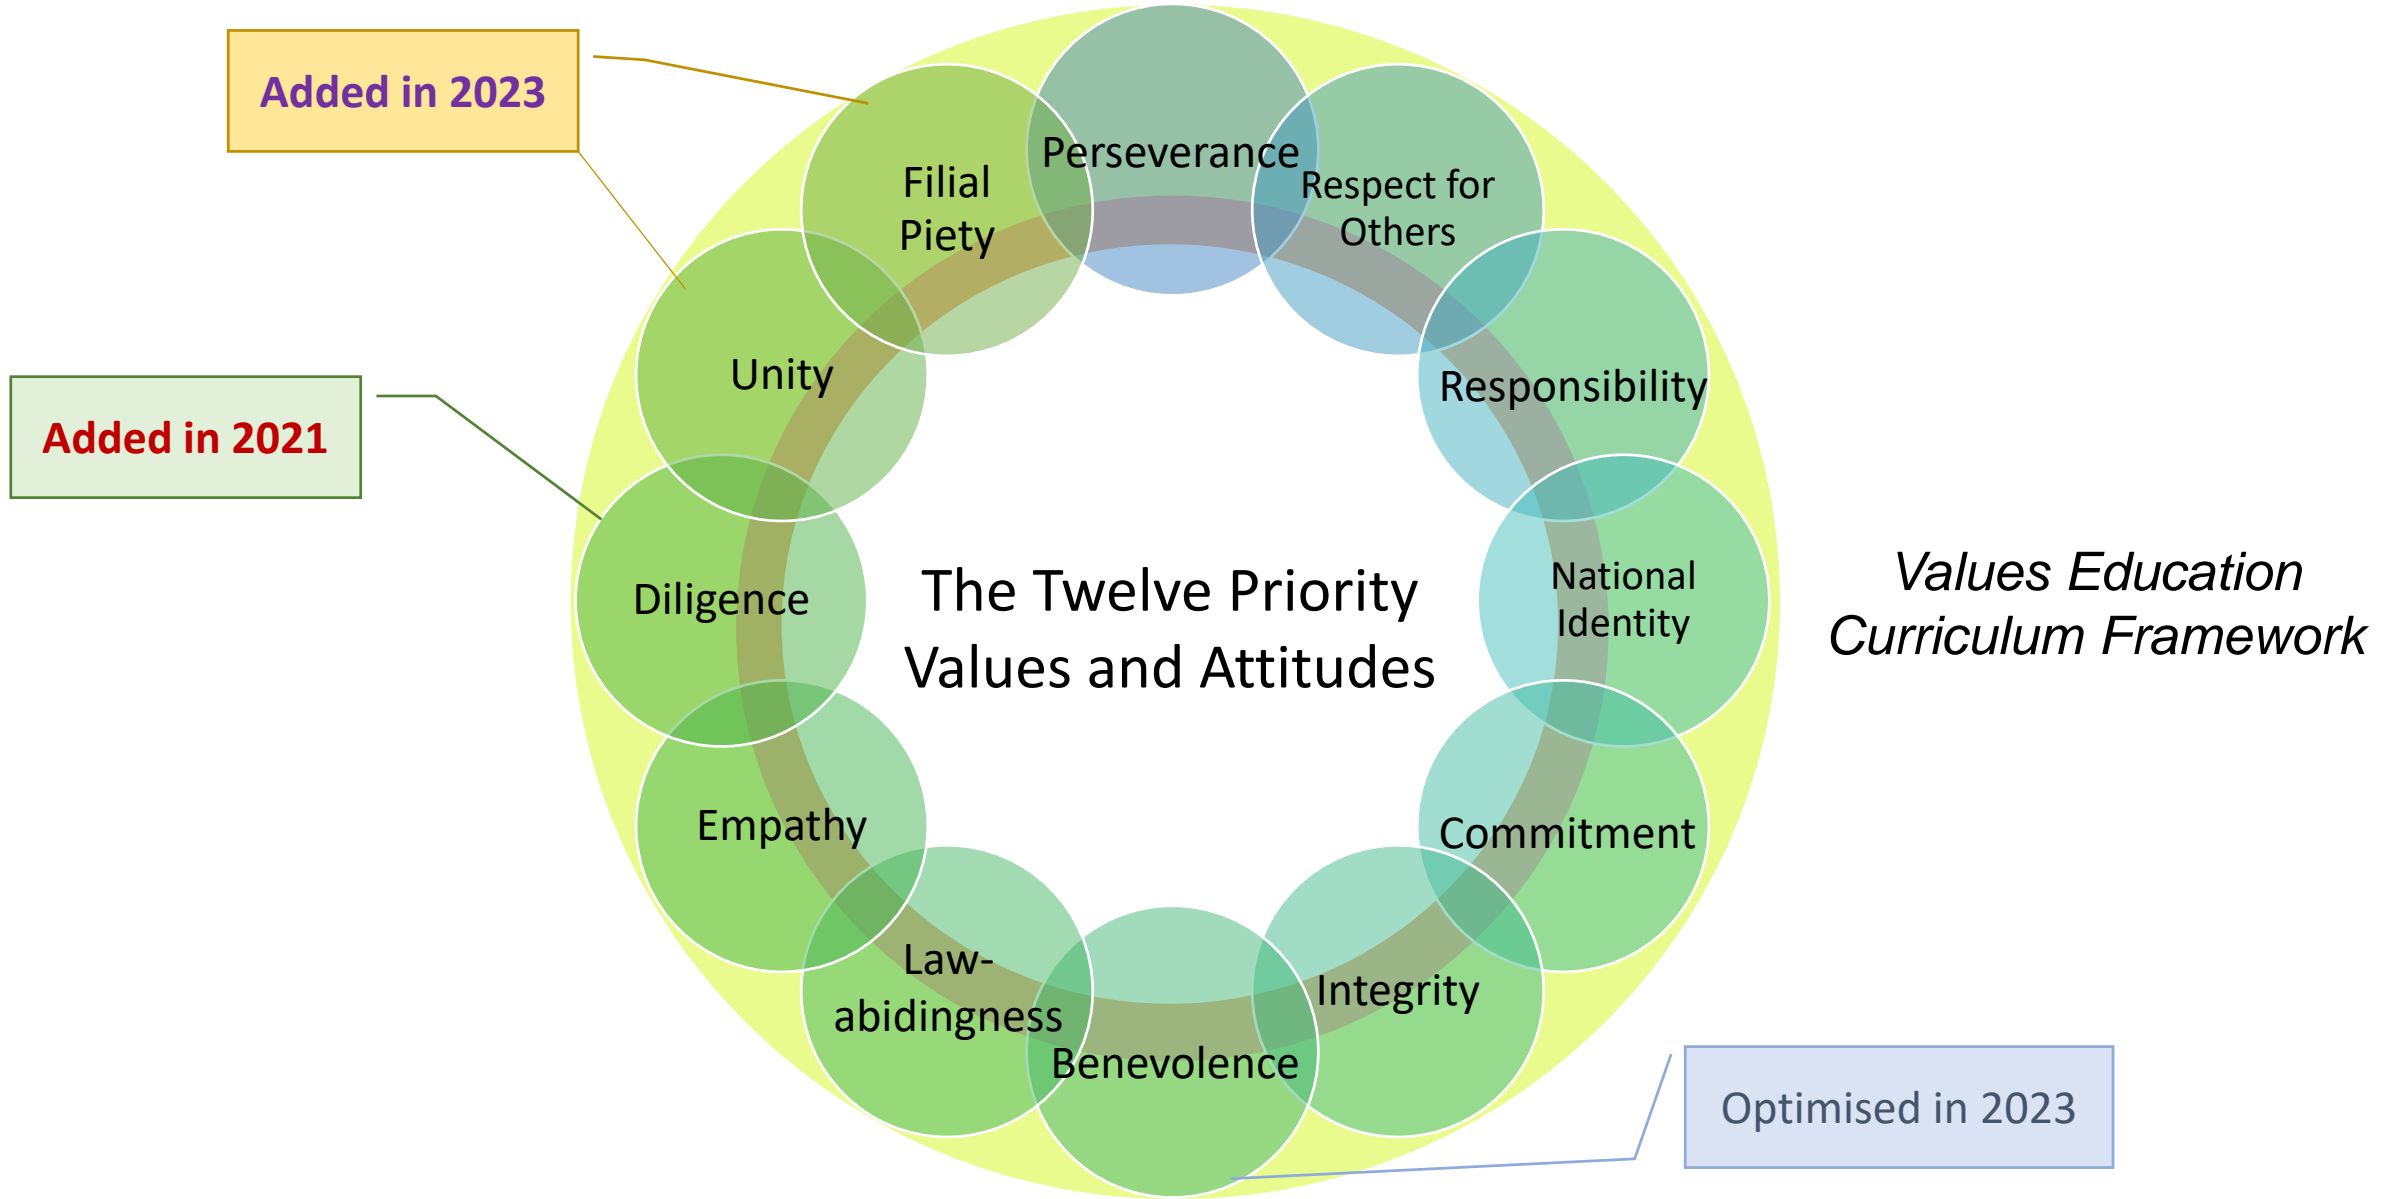 Added in 2023
Perseverance
Respect for
Others
Filial
Piety
Unity
Responsibility
Added in 2021
Diligence
The Twelve Priority
Values and Attitudes
National
Identity
Values Education
Curriculum Framework
Empathy
Commitment
Law-
abidingness
Integrity
Benevolence
Optimised in 2023